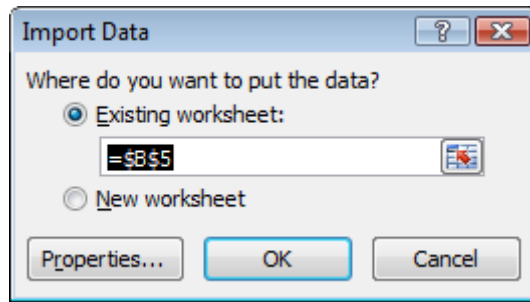 Import Data
?
Where do you want to put the data?
Existing worksheet:
=$B$5
New worksheet
Properties... OK Cancel